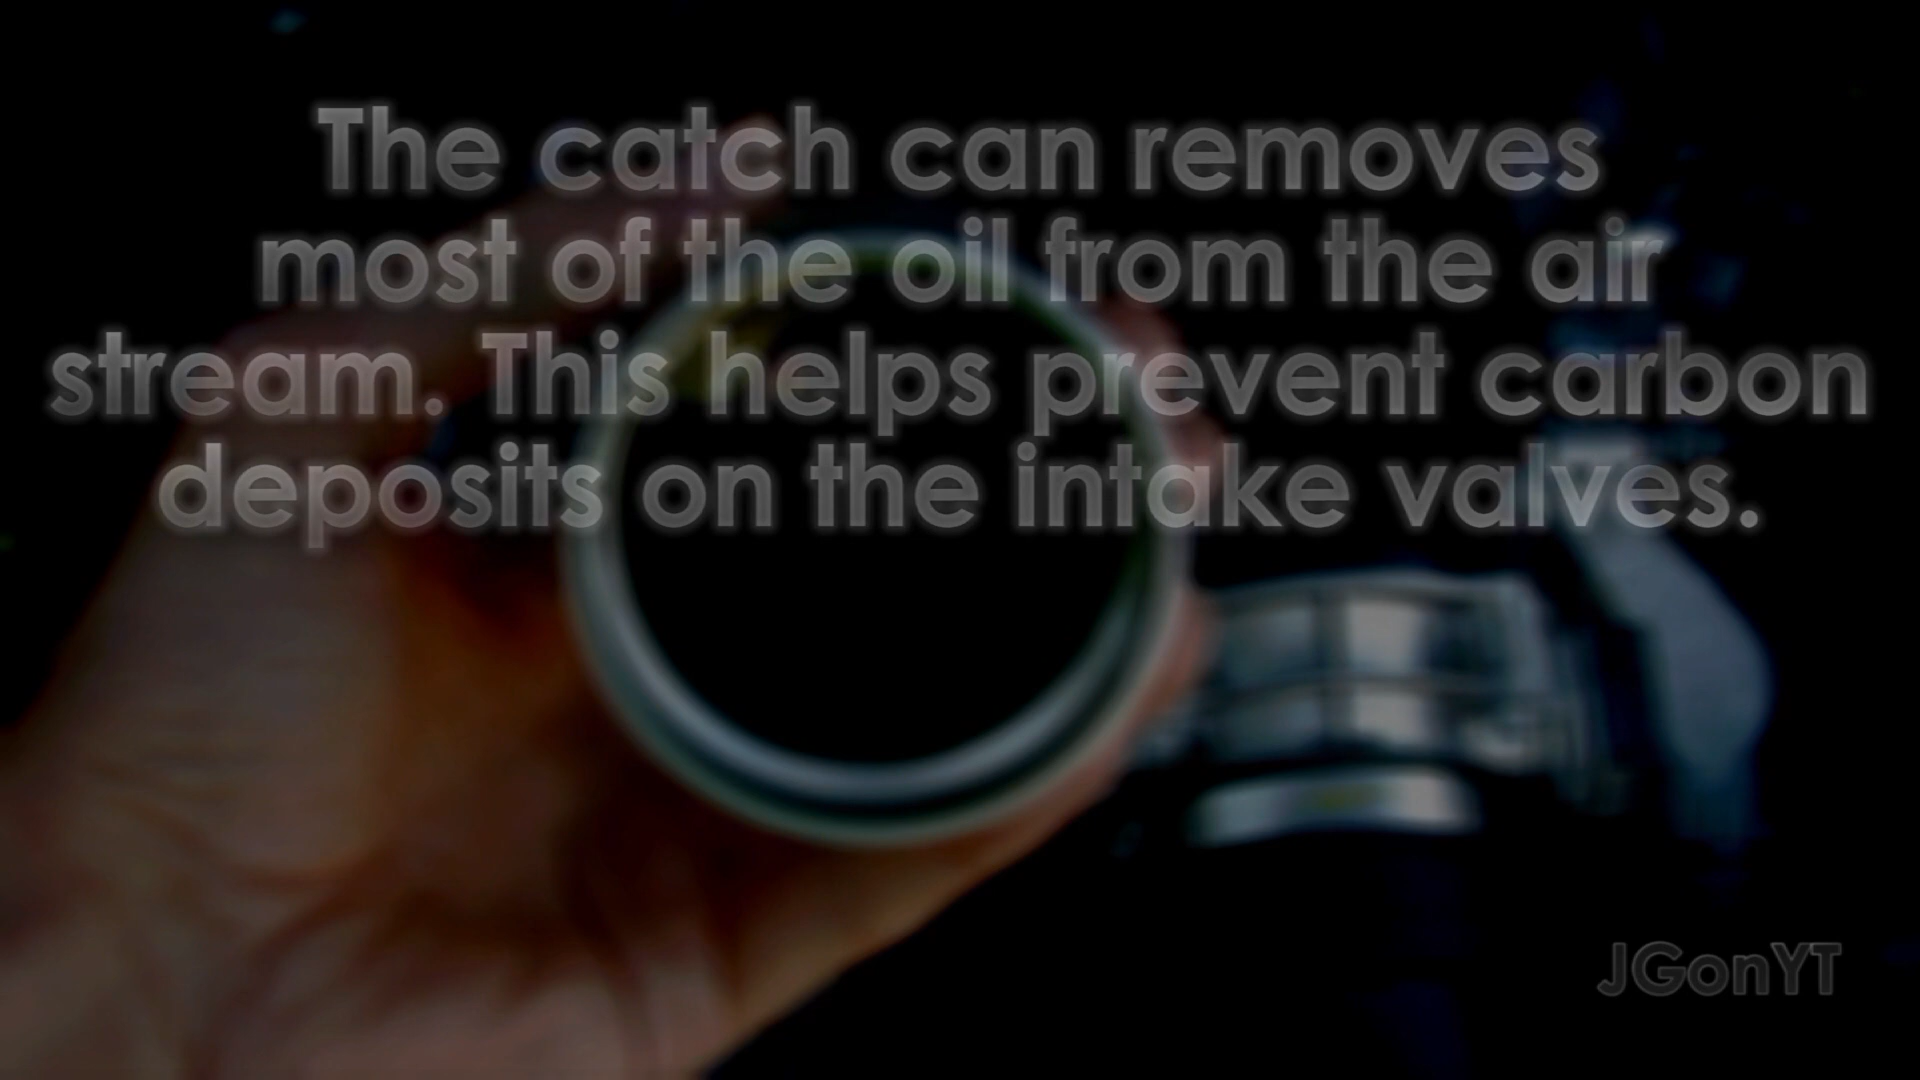 The catch can removes
most of the oil from the air
stream. This helps prevent carbon
deposits on the intake valves.
JGonYT